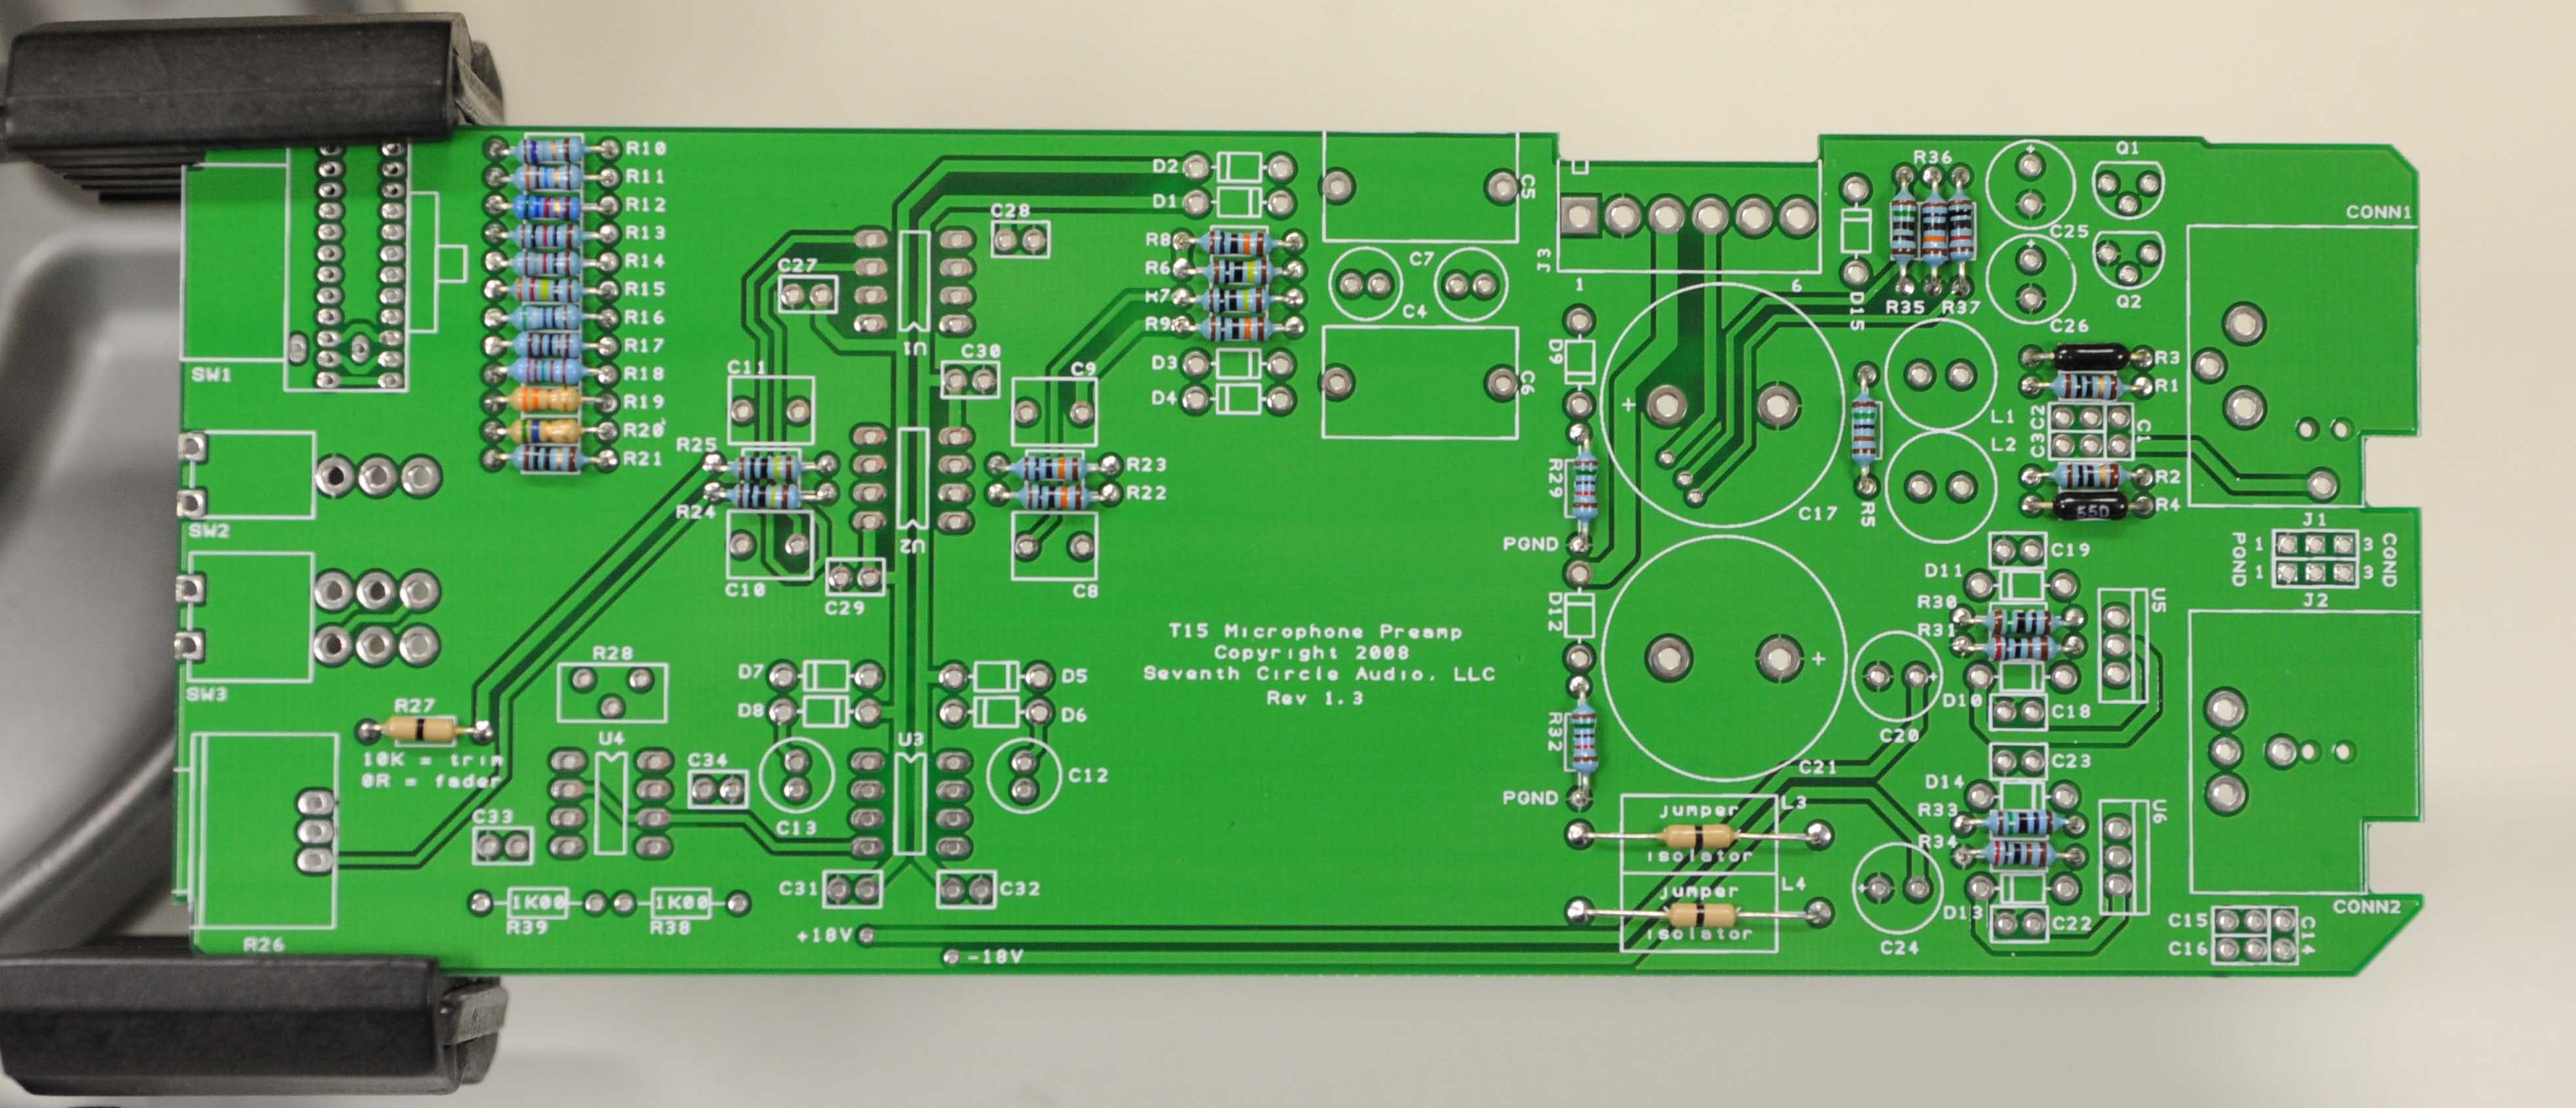 R10
R11
R12
R13
R14
R15
R16
R17
R18
R19
R20
R21
SW1
SW2
SW3
R27
10K = trim
0R = fader
R26
R28
U4
C33
C34
1K00
R39
1K00
R38
C27
C28
U1
C11
C30
C9
R25
R24
R23
R22
U2
C10
C29
C8
D7
D5
D8
D6
U3
C13
C12
C31
C32
+18V
-18V
D2
D1
R8
R6
R7
R9
D3
D4
C5
C7
C4
C6
T15 Microphone Preamp
Copyright 2008
Seventh Circle Audio, LLC
Rev 1.3
J3
1
6
D15
D9
+
R29
PGND
C17
D12
+
R32
PGND
C21
jumper
L3
isolator
jumper
L4
isolator
R36
R35
R37
R5
+
C25
+
C26
Q1
Q2
L1
L2
R3
R1
C3
C2
C1
R2
R4
55D
CONN1
J1
PGND
1
3
CGND
1
3
J2
C19
D11
R30
R31
U5
D10
C18
+
C20
C23
D14
R33
R34
U6
D13
C22
+
C24
CONN2
C15
C16
C14